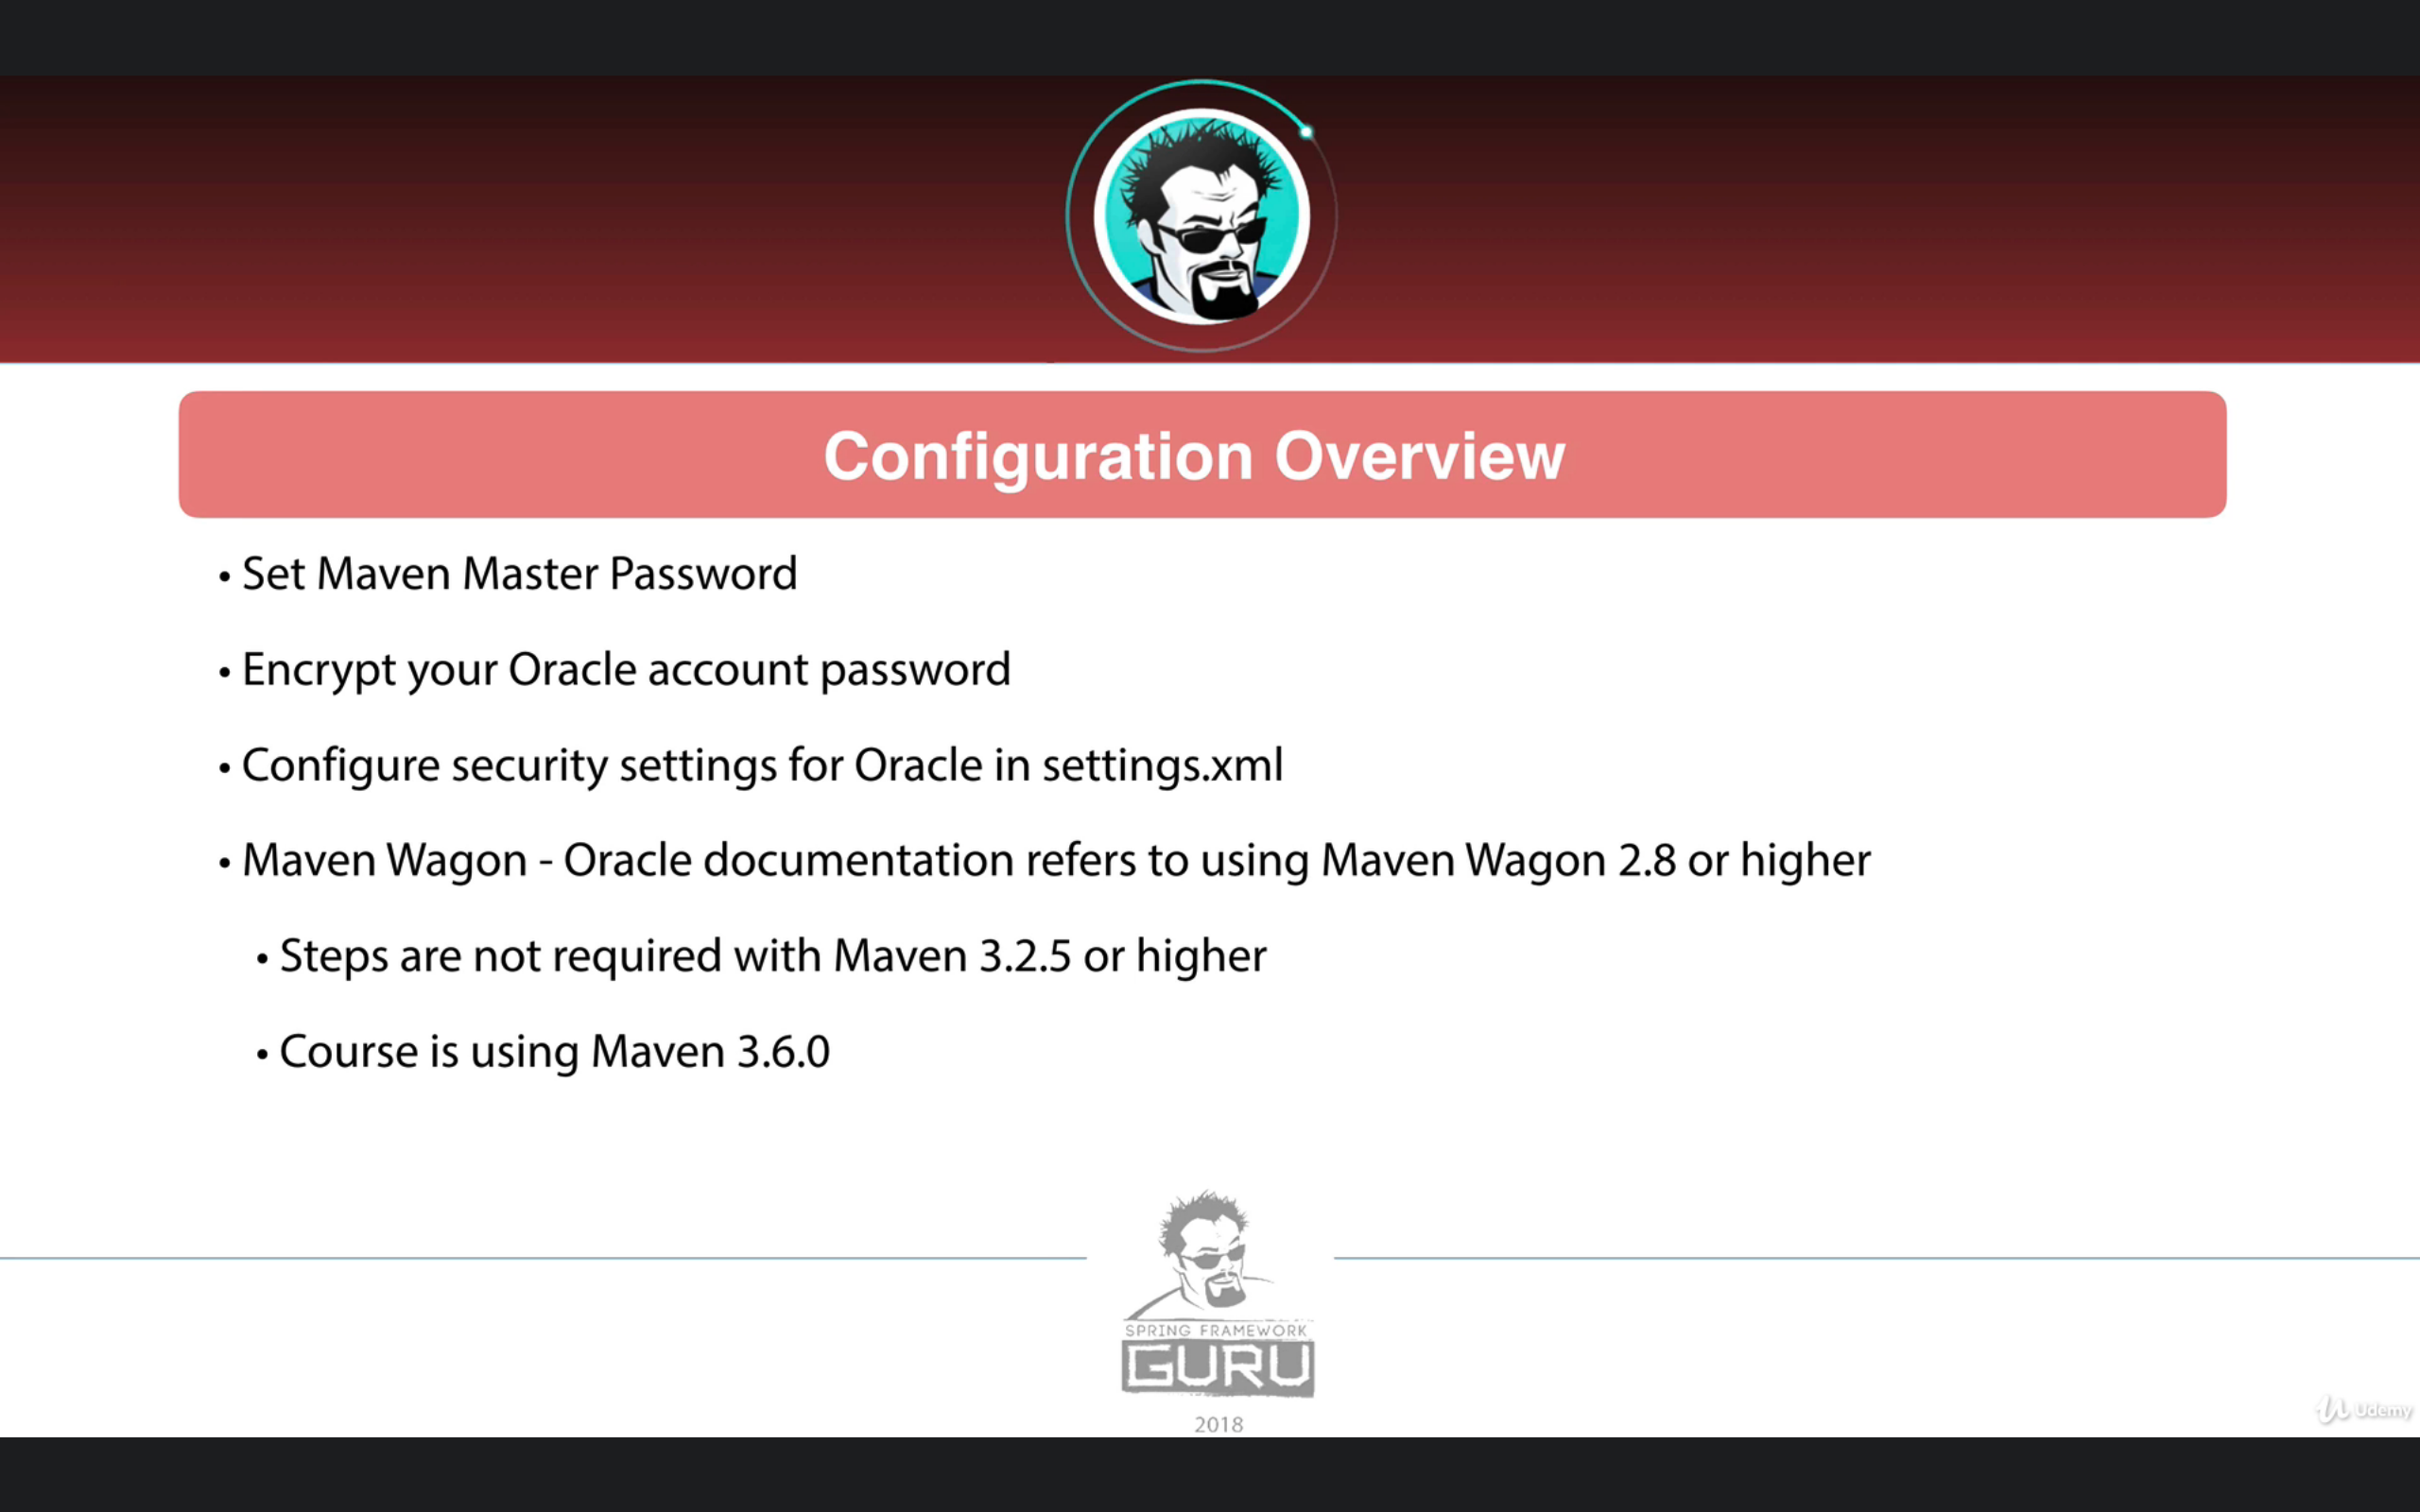 Configuration Overview
• Set Maven Master Password
• Encrypt your Oracle account password
• Configure security settings for Oracle in settings.xml
• Maven Wagon - Oracle documentation refers to using Maven Wagon 2.8 or higher
• Steps are not required with Maven 3.2.5 or higher
• Course is using Maven 3.6.0
SPRING FRAMEWORK
GURU
2018
Udemy